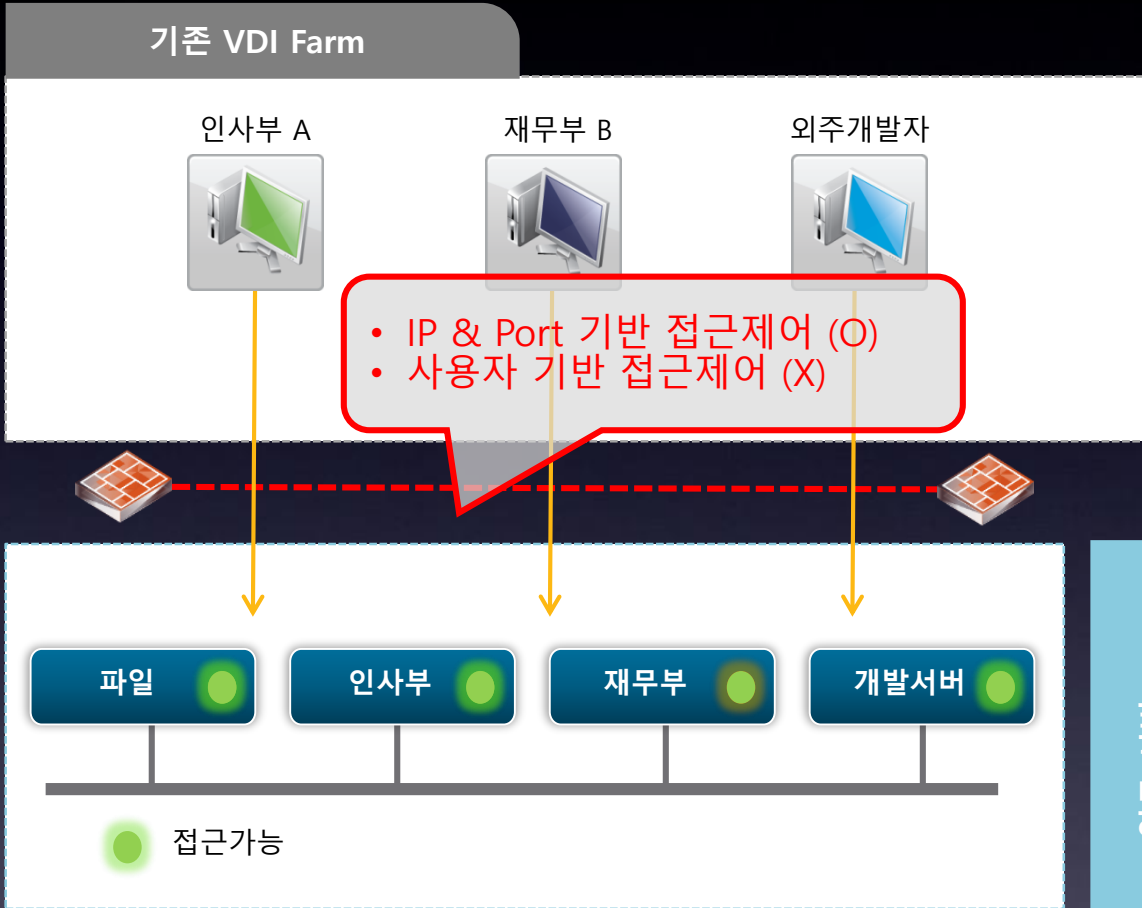 기존 VDI Farm
인사부 A
재무부 B
외주개발자
• IP & Port 기반 접근제어 (O)
• 사용자 기반 접근제어 (X)
파일
인사부
재무부
개발서버
접근가능